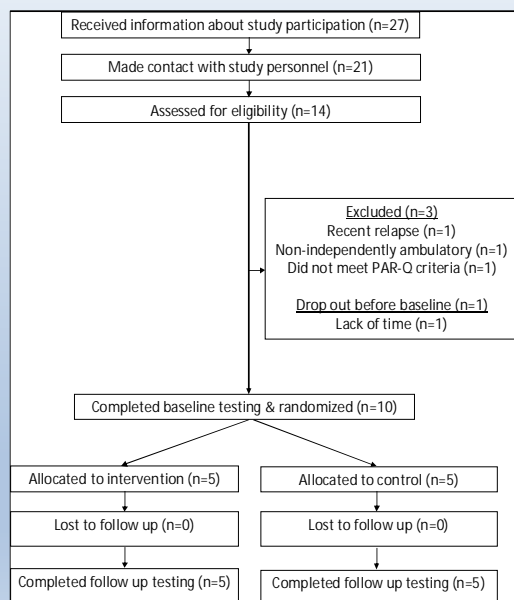 Received information about study participation (n=27)
Made contact with study personnel (n=21)
Assessed for eligibility (n=14)
Excluded (n=3)
Recent relapse (n=1)
Non-independently ambulatory (n=1)
Did not meet PAR-Q criteria (n=1)
Drop out before baseline (n=1)
Lack of time (n=1)
Completed baseline testing & randomized (n=10)
Allocated to intervention (n=5)
Allocated to control (n=5)
Lost to follow up (n=0)
Lost to follow up (n=0)
Completed follow up testing (n=5)
Completed follow up testing (n=5)